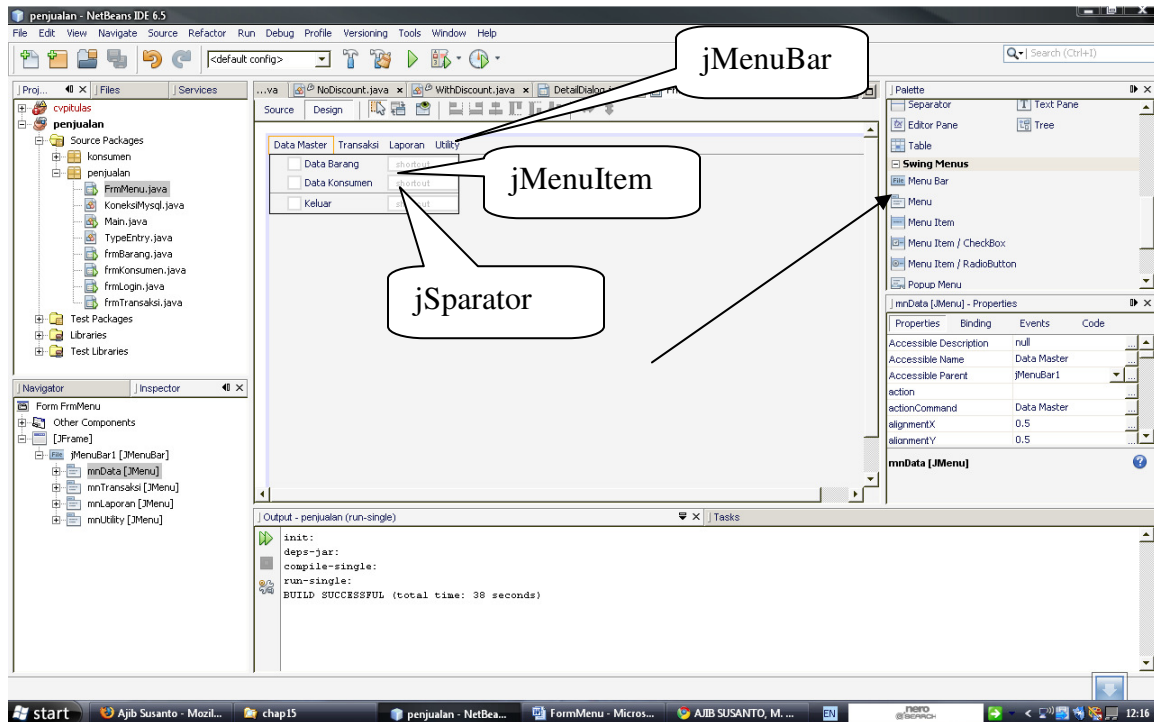 penjualan - NetBeans IDE 6.5
File Edit View Navigate Source Refactor Run Debug Profile Versioning Tools Window Help
<default config>
Search (Ctrl+I)
jMenuBar
Proj... Files Services
cvpitulas
penjualan
Source Packages
konsumen
penjualan
FrmMenu.java
KoneksiMysql.java
Main.java
TypeEntry.java
frmBarang.java
frmKonsumen.java
frmLogin.java
frmTransaksi.java
Test Packages
Libraries
Test Libraries
...va NoDiscount.java WithDiscount.java
Source Design
Data Master Transaksi Laporan Utility
Data Barang
Data Konsumen
Keluar
jMenuItem
jSparator
Palette
Separator Text Pane
Editor Pane Tree
Table
Swing Menus
Menu Bar
Menu
Menu Item
Menu Item / CheckBox
Menu Item / RadioButton
Popup Menu
mnData [JMenu] - Properties
Properties Binding Events Code
Accessible Description null
Accessible Name Data Master
Accessible Parent jMenuBar1
action
actionCommand Data Master
alignmentX 0.5
alignmentY 0.5
mnData [JMenu]
Navigator Inspector
Form FrmMenu
Other Components
[JFrame]
jMenuBar1 [JMenuBar]
mnData [JMenu]
mnTransaksi [JMenu]
mnLaporan [JMenu]
mnUtility [JMenu]
Output - penjualan (run-single) Tasks
init:
deps-jar:
compile-single:
run-single:
BUILD SUCCESSFUL (total time: 38 seconds)
start Ajib Susanto - Mozil... chap15 penjualan - NetBea... FormMenu - Micros... AJIB SUSANTO, M. ... EN nero SEARCH 12:16